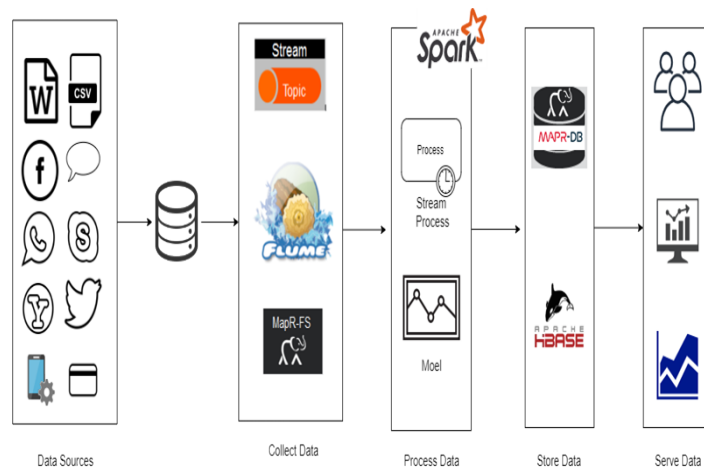 W
CSV
f
S
Y
Data Sources
Stream
Topic
FLUME
MapR-FS
Collect Data
APACHE
Spark
Process
Stream
Process
Moel
Process Data
MAPR-DB
APACHE
HBASE
Store Data
Serve Data